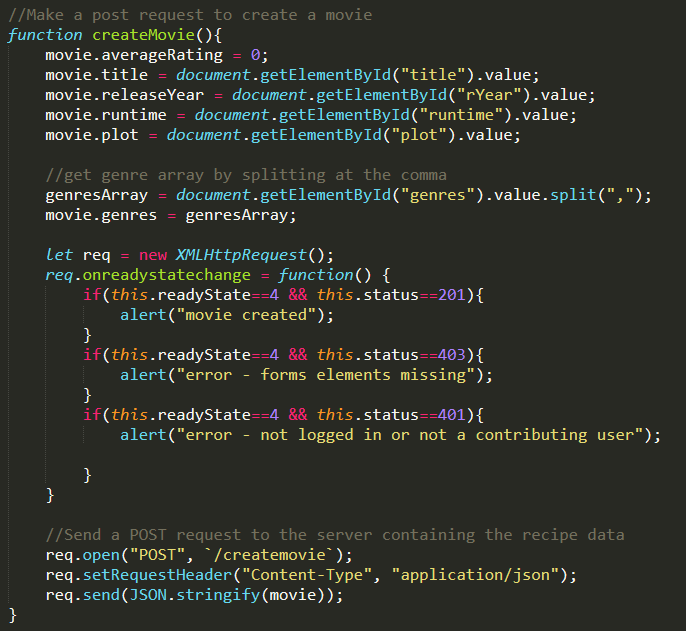 //Make a post request to create a movie
function createMovie(){
    movie.averageRating = 0;
    movie.title = document.getElementById("title").value;
    movie.releaseYear = document.getElementById("rYear").value;
    movie.runtime = document.getElementById("runtime").value;
    movie.plot = document.getElementById("plot").value;

    //get genre array by splitting at the comma
    genresArray = document.getElementById("genres").value.split(",");
    movie.genres = genresArray;

    let req = new XMLHttpRequest();
    req.onreadystatechange = function() {
        if(this.readyState==4 && this.status==201){
            alert("movie created");
        }
        if(this.readyState==4 && this.status==403){
            alert("error - forms elements missing");
        }
        if(this.readyState==4 && this.status==401){
            alert("error - not logged in or not a contributing user");

        }
    }

    //Send a POST request to the server containing the recipe data
    req.open("POST", `/createmovie`);
    req.setRequestHeader("Content-Type", "application/json");
    req.send(JSON.stringify(movie));
}